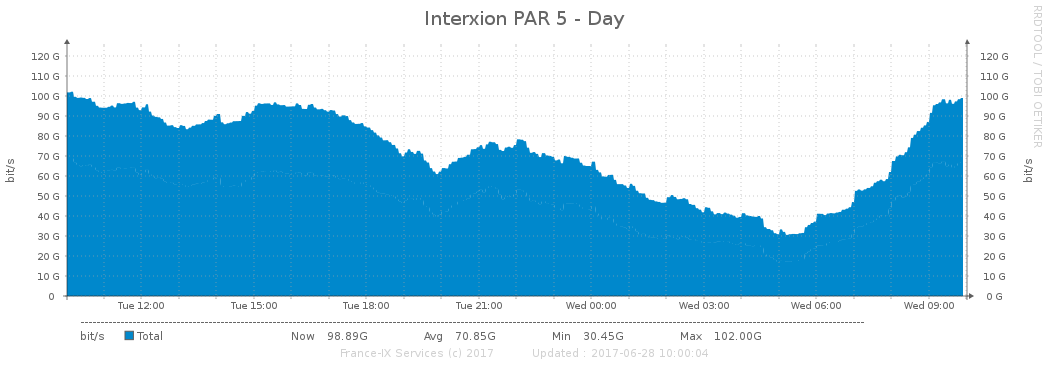 Interxion PAR 5 - Day
RRDTOOL / TOBI OETIKER
bit/s
120 G 120 G
110 G 110 G
100 G 100 G
90 G 90 G
80 G 80 G
70 G 70 G
60 G 60 G
50 G 50 G
40 G 40 G
30 G 30 G
20 G 20 G
10 G 10 G
0 0 G
bit/s
Tue 12:00 Tue 15:00 Tue 18:00 Tue 21:00 Wed 00:00 Wed 03:00 Wed 06:00 Wed 09:00
bit/s Total Now 98.89G Avg 70.85G Min 30.45G Max 102.00G
France-IX Services (c) 2017 Updated : 2017-06-28 10:00:04